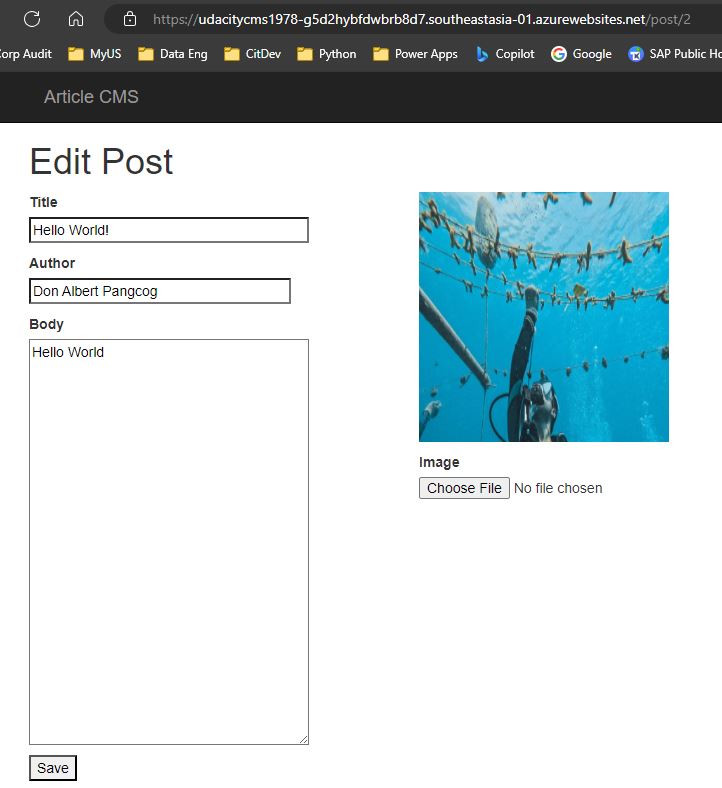 https://udacitycms1978-g5d2hybfdwbrb8d7.southeastasia-01.azurewebsites.net/post/2
orp Audit MyUS Data Eng CitDev Python Power Apps Copilot Google SAP Public Ho
Article CMS
Edit Post
Title
Hello World!
Author
Don Albert Pangcog
Body
Hello World
Image
Choose File No file chosen
Save